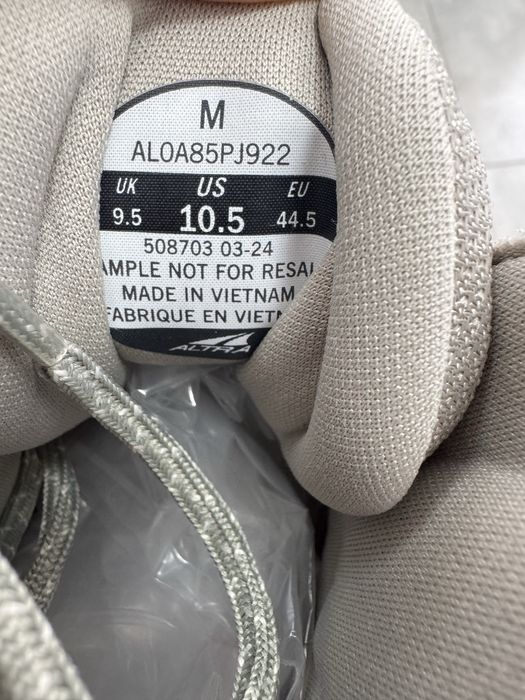 M
AL0A85PJ922
UK US EU
9.5 10.5 44.5
508703 03-24
AMPLE NOT FOR RESAL
MADE IN VIETNAM
FABRIQUE EN VIETN
ALTRA